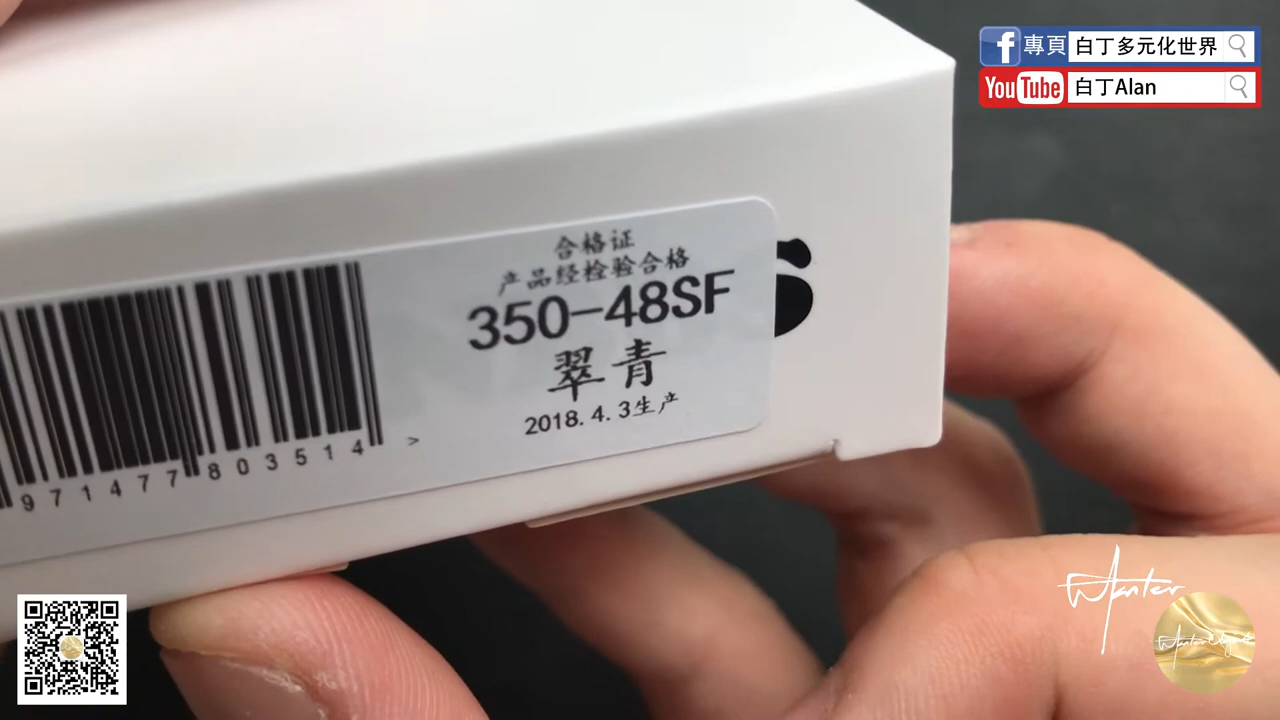 專頁 白丁多元化世界
YouTube 白丁Alan
合格证
产品经检验合格
350-48SF
翠青
2018.4.3生产
971477803514 >